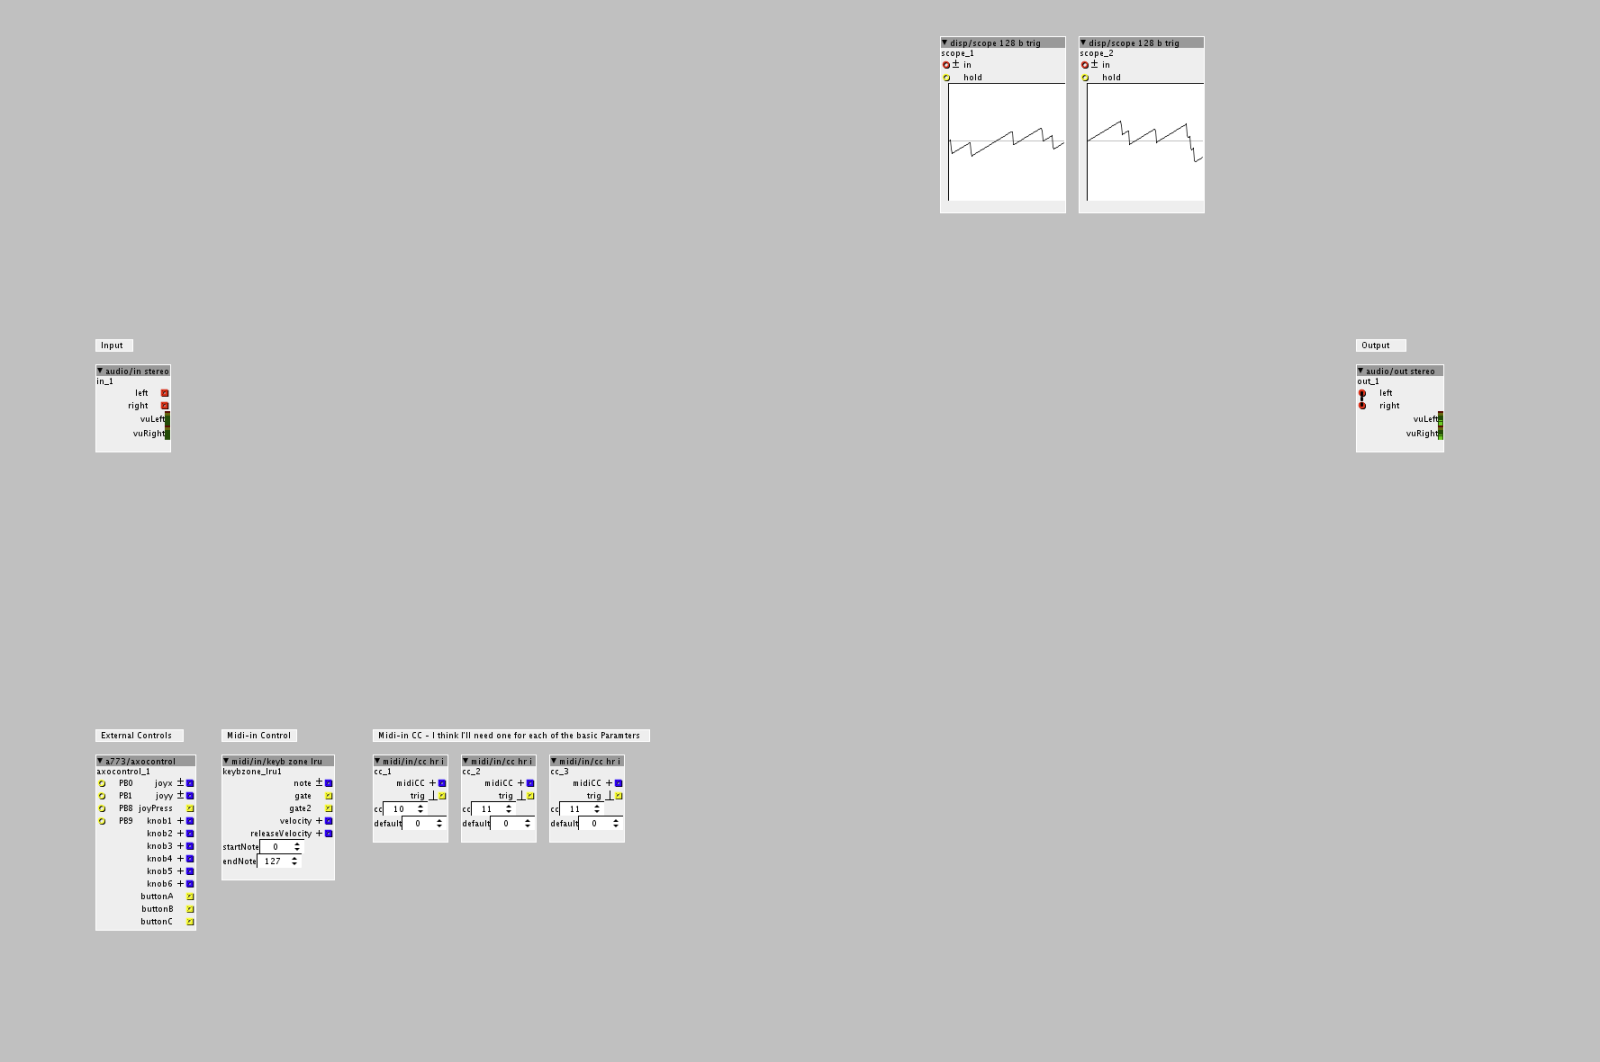 disp/scope 128 b trig
scope_1
± in
hold
disp/scope 128 b trig
scope_2
± in
hold
Input
audio/in stereo
in_1
left
right
vuLeft
vuRight
Output
audio/out stereo
out_1
left
right
vuLeft
vuRight
External Controls
a773/axocontrol
axocontrol_1
PB0 joyx ±
PB1 joyy ±
PB8 joyPress
PB9 knob1 +
knob2 +
knob3 +
knob4 +
knob5 +
knob6 +
buttonA
buttonB
buttonC
Midi-in Control
midi/in/keyb zone lru
keybzone_lru1
note ±
gate
gate2
velocity +
releaseVelocity +
startNote 0
endNote 127
Midi-in CC - I think I'll need one for each of the basic Paramters
midi/in/cc hr i
cc_1
midiCC +
trig
cc 10
default 0
midi/in/cc hr i
cc_2
midiCC +
trig
cc 11
default 0
midi/in/cc hr i
cc_3
midiCC +
trig
cc 11
default 0